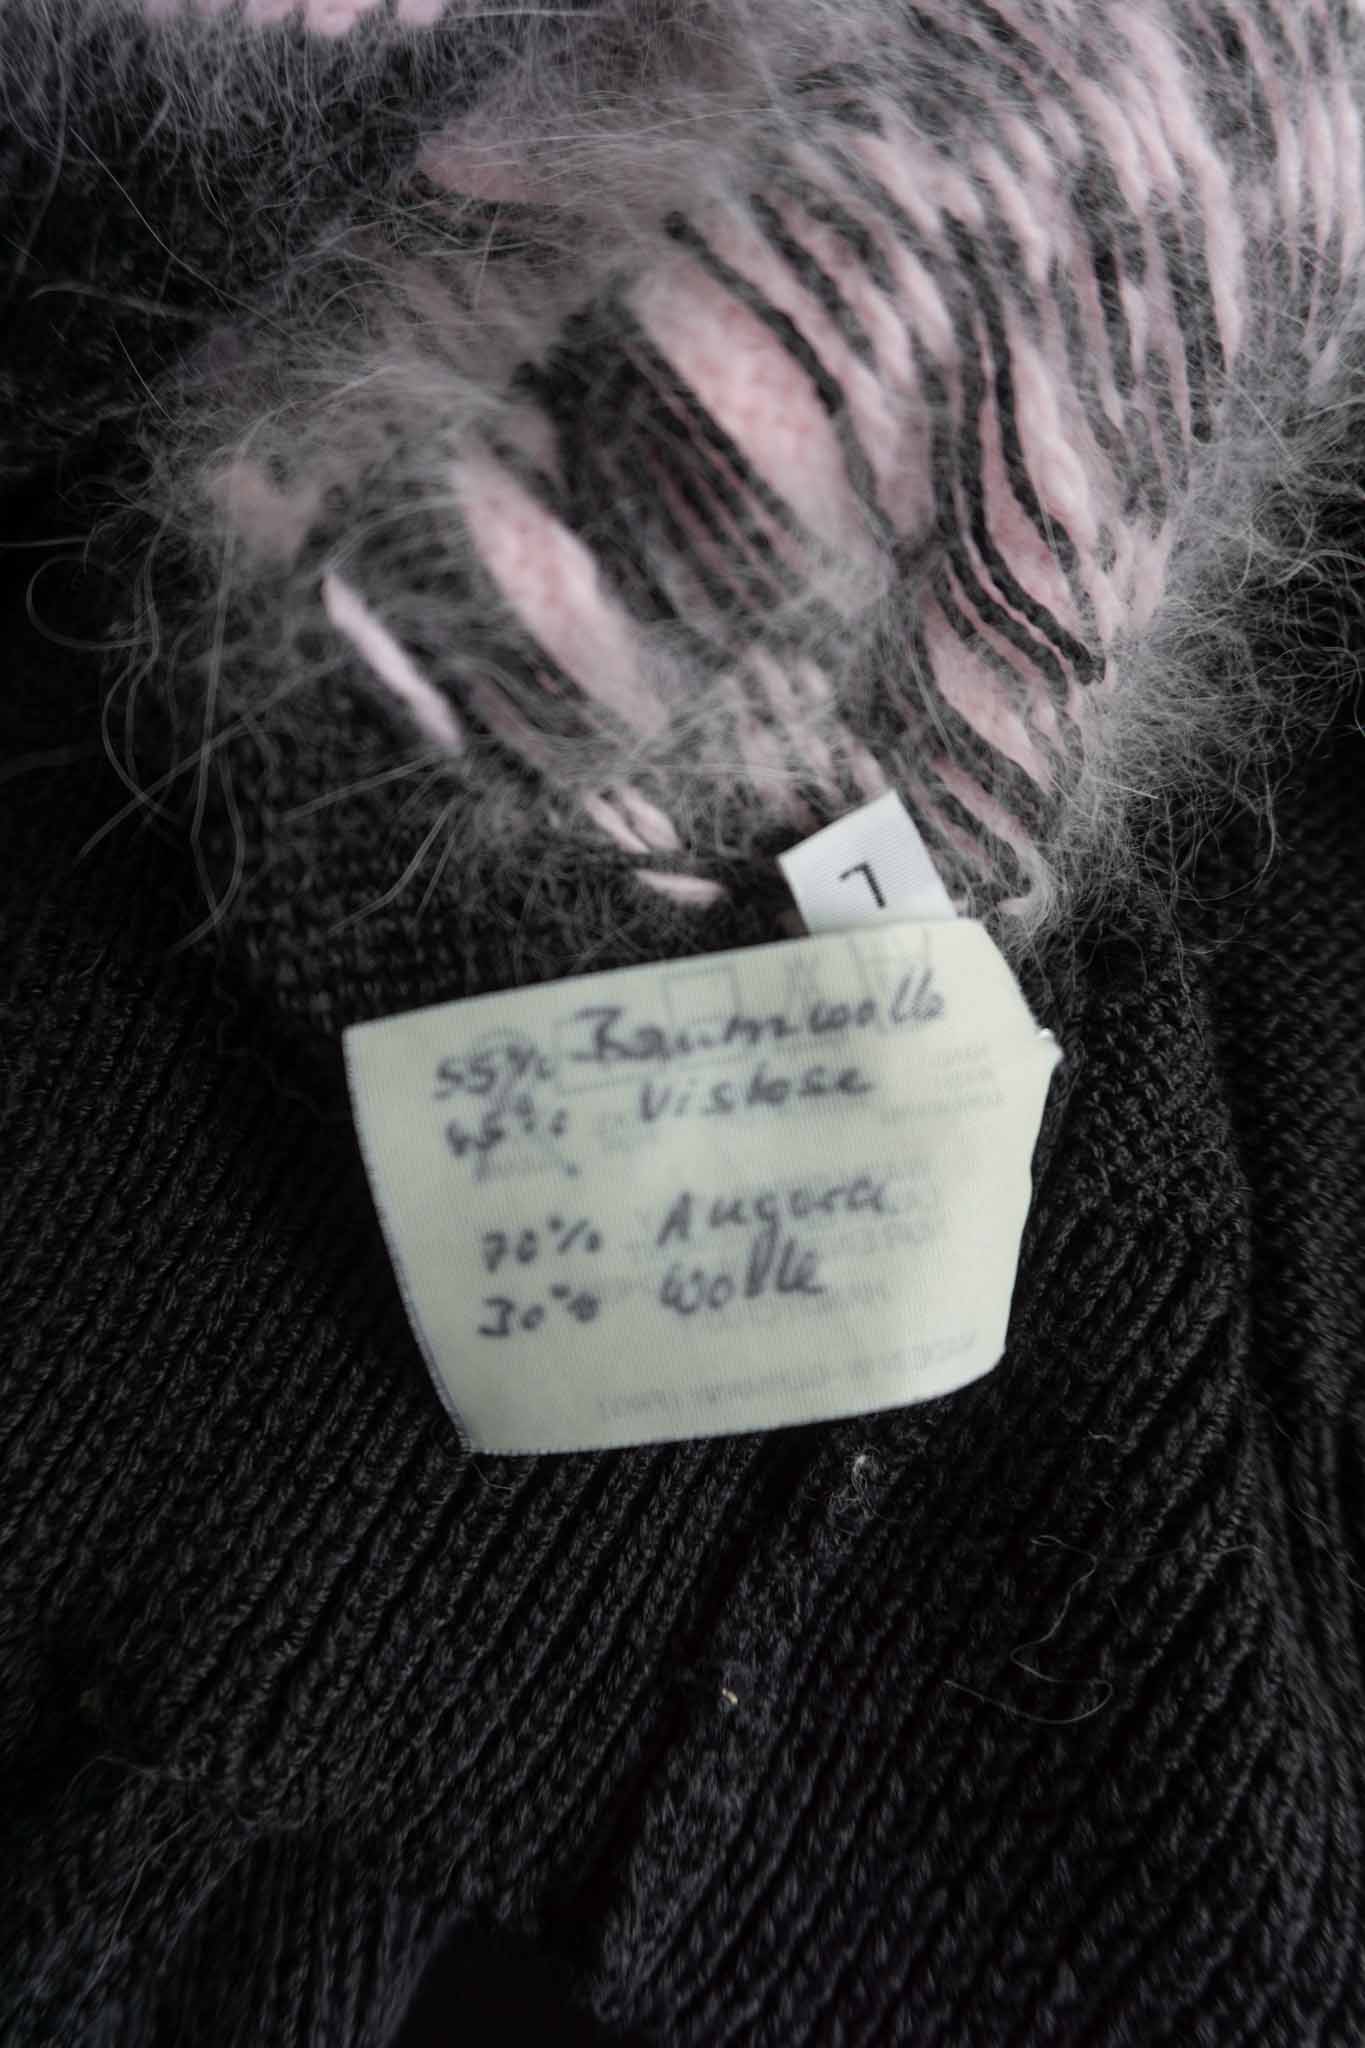 L
55% Baumwolle
45% Viskose
70% Angora
30% Wolle